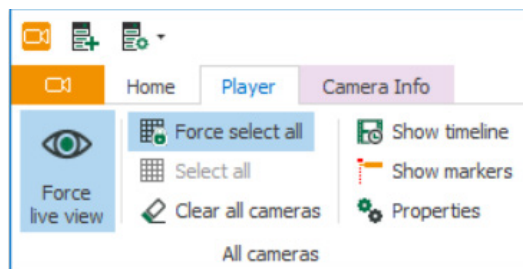 Home Player Camera Info
Force live view
Force select all
Select all
Clear all cameras
Show timeline
Show markers
Properties
All cameras